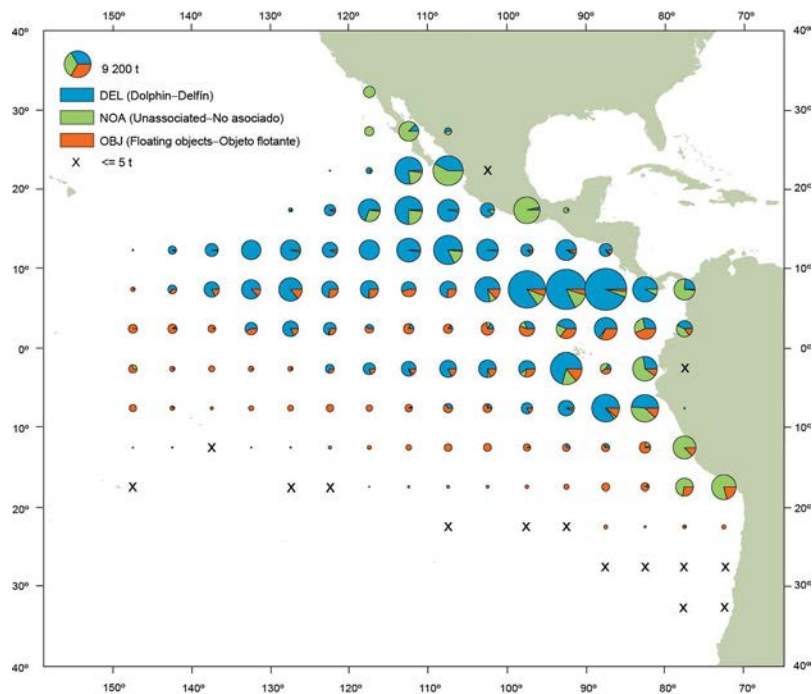 150º 140º 130º 120º 110º 100º 90º 80º 70º
40º 40º
9 200 t
DEL (Dolphin–Delfín)
30º 30º
NOA (Unassociated–No asociado)
OBJ (Floating objects–Objeto flotante)
x <= 5 t
x
20º 20º
10º 10º
0º 0º
x
10º 10º
x
x x x
20º 20º
x x x
x x x x
30º 30º
x x
40º 40º
150º 140º 130º 120º 110º 100º 90º 80º 70º